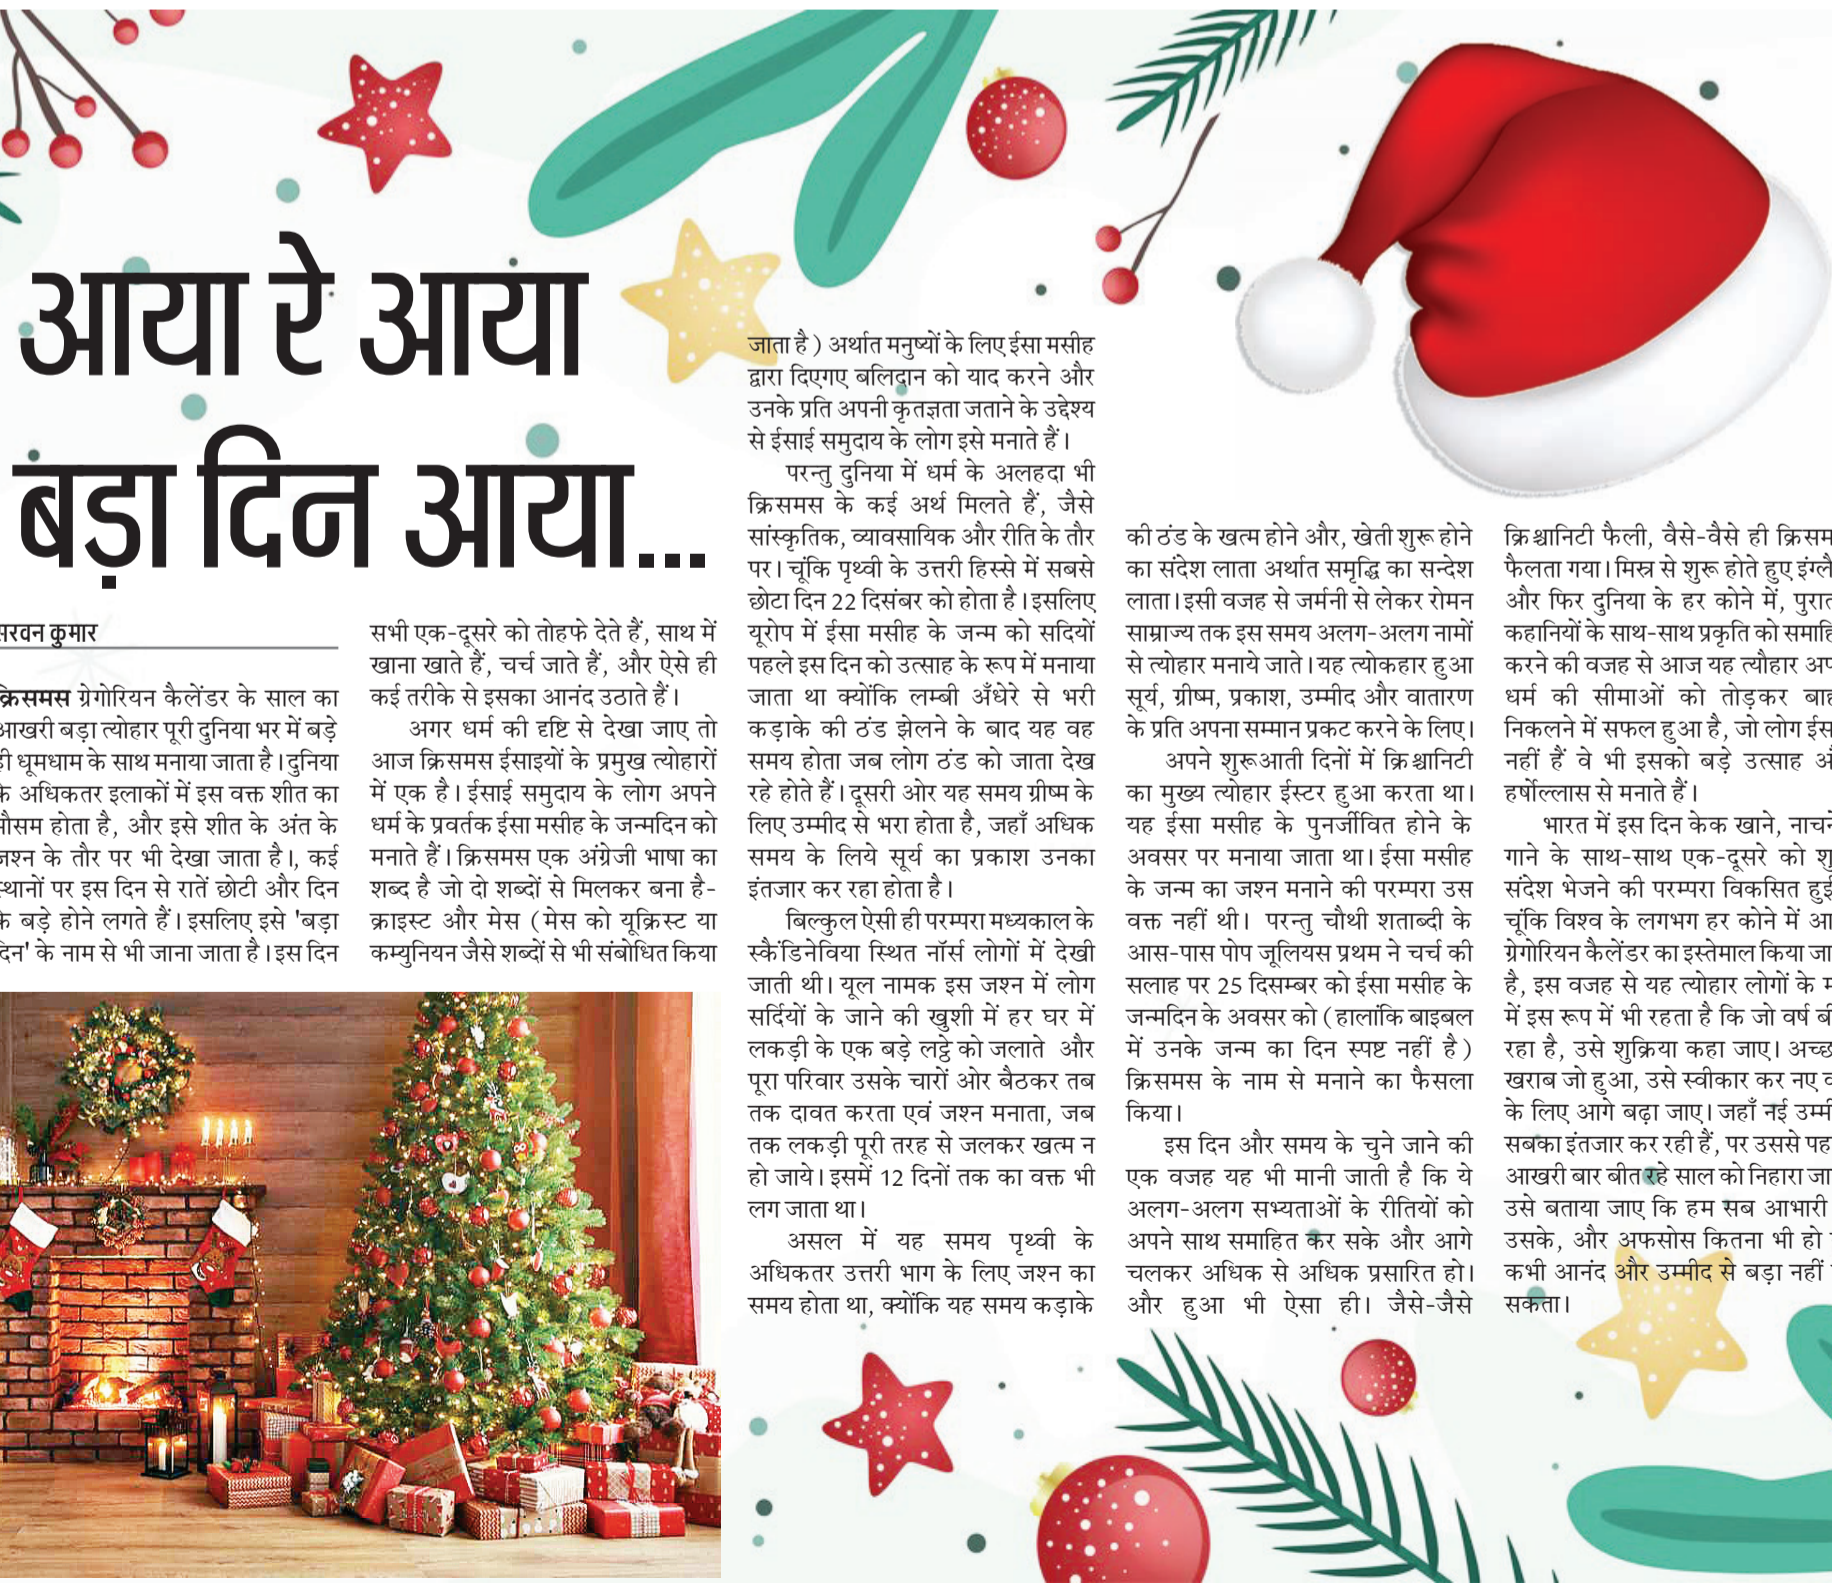 आया रे आया
बड़ा दिन आया...
सरवन कुमार
क्रिसमस ग्रेगोरियन कैलेंडर के साल का
आखरी बड़ा त्योहार पूरी दुनिया भर में बड़े
ही धूमधाम के साथ मनाया जाता है। दुनिया
के अधिकतर इलाकों में इस वक्त शीत का
मौसम होता है, और इसे शीत के अंत के
जश्न के तौर पर भी देखा जाता है।, कई
स्थानों पर इस दिन से रातें छोटी और दिन
के बड़े होने लगते हैं। इसलिए इसे 'बड़ा
दिन' के नाम से भी जाना जाता है। इस दिन
सभी एक-दूसरे को तोहफे देते हैं, साथ में
खाना खाते हैं, चर्च जाते हैं, और ऐसे ही
कई तरीके से इसका आनंद उठाते हैं।
अगर धर्म की दृष्टि से देखा जाए तो
आज क्रिसमस ईसाइयों के प्रमुख त्योहारों
में एक है। ईसाई समुदाय के लोग अपने
धर्म के प्रवर्तक ईसा मसीह के जन्मदिन को
मनाते हैं। क्रिसमस एक अंग्रेजी भाषा का
शब्द है जो दो शब्दों से मिलकर बना है-
क्राइस्ट और मेस (मेस को यूक्रिस्ट या
कम्युनियन जैसे शब्दों से भी संबोधित किया
जाता है ) अर्थात मनुष्यों के लिए ईसा मसीह
द्वारा दिएगए बलिदान को याद करने और
उनके प्रति अपनी कृतज्ञता जताने के उद्देश्य
से ईसाई समुदाय के लोग इसे मनाते हैं।
परन्तु दुनिया में धर्म के अलहदा भी
क्रिसमस के कई अर्थ मिलते हैं, जैसे
सांस्कृतिक, व्यावसायिक और रीति के तौर
पर। चूंकि पृथ्वी के उत्तरी हिस्से में सबसे
छोटा दिन 22 दिसंबर को होता है। इसलिए
यूरोप में ईसा मसीह के जन्म को सदियों
पहले इस दिन को उत्साह के रूप में मनाया
जाता था क्योंकि लम्बी अँधेरे से भरी
कड़ाके की ठंड झेलने के बाद यह वह
समय होता जब लोग ठंड को जाता देख
रहे होते हैं। दूसरी ओर यह समय ग्रीष्म के
लिए उम्मीद से भरा होता है, जहाँ अधिक
समय के लिये सूर्य का प्रकाश उनका
इंतजार कर रहा होता है।
बिल्कुल ऐसी ही परम्परा मध्यकाल के
स्कैंडिनेविया स्थित नॉर्स लोगों में देखी
जाती थी। यूल नामक इस जश्न में लोग
सर्दियों के जाने की खुशी में हर घर में
लकड़ी के एक बड़े लट्ठे को जलाते और
पूरा परिवार उसके चारों ओर बैठकर तब
तक दावत करता एवं जश्न मनाता, जब
तक लकड़ी पूरी तरह से जलकर खत्म न
हो जाये। इसमें 12 दिनों तक का वक्त भी
लग जाता था।
असल में यह समय पृथ्वी के
अधिकतर उत्तरी भाग के लिए जश्न का
समय होता था, क्योंकि यह समय कड़ाके
की ठंड के खत्म होने और, खेती शुरू होने
का संदेश लाता अर्थात समृद्धि का सन्देश
लाता। इसी वजह से जर्मनी से लेकर रोमन
साम्राज्य तक इस समय अलग-अलग नामों
से त्योहार मनाये जाते। यह त्योकहार हुआ
सूर्य, ग्रीष्म, प्रकाश, उम्मीद और वातारण
के प्रति अपना सम्मान प्रकट करने के लिए।
अपने शुरूआती दिनों में क्रिश्चानिटी
का मुख्य त्योहार ईस्टर हुआ करता था।
यह ईसा मसीह के पुनर्जीवित होने के
अवसर पर मनाया जाता था। ईसा मसीह
के जन्म का जश्न मनाने की परम्परा उस
वक्त नहीं थी। परन्तु चौथी शताब्दी के
आस-पास पोप जूलियस प्रथम ने चर्च की
सलाह पर 25 दिसम्बर को ईसा मसीह के
जन्मदिन के अवसर को (हालांकि बाइबल
में उनके जन्म का दिन स्पष्ट नहीं है)
क्रिसमस के नाम से मनाने का फैसला
किया।
इस दिन और समय के चुने जाने की
एक वजह यह भी मानी जाती है कि ये
अलग-अलग सभ्यताओं के रीतियों को
अपने साथ समाहित कर सके और आगे
चलकर अधिक से अधिक प्रसारित हो।
और हुआ भी ऐसा ही। जैसे-जैसे
क्रिश्चानिटी फैली, वैसे-वैसे ही
फैलता गया। मिस्र से शुरू होते हुए
और फिर दुनिया के हर कोने में,
कहानियों के साथ-साथ प्रकृति को
करने की वजह से आज यह त्यौहार
धर्म की सीमाओं को तोड़कर
निकलने में सफल हुआ है, जो लोग
नहीं हैं वे भी इसको बड़े उत्साह
हर्षोल्लास से मनाते हैं।
भारत में इस दिन केक खाने,
गाने के साथ-साथ एक-दूसरे को
संदेश भेजने की परम्परा विकसित
चूंकि विश्व के लगभग हर कोने में
ग्रेगोरियन कैलेंडर का इस्तेमाल किया
है, इस वजह से यह त्योहार लोगों के
में इस रूप में भी रहता है कि जो वर्ष
रहा है, उसे शुक्रिया कहा जाए।
खराब जो हुआ, उसे स्वीकार कर नए
के लिए आगे बढ़ा जाए। जहाँ नई
सबका इंतजार कर रही हैं, पर उससे
आखरी बार बीत रहे साल को निहारा
उसे बताया जाए कि हम सब आभारी
उसके, और अफसोस कितना भी हो
कभी आनंद और उम्मीद से बड़ा नहीं
सकता।